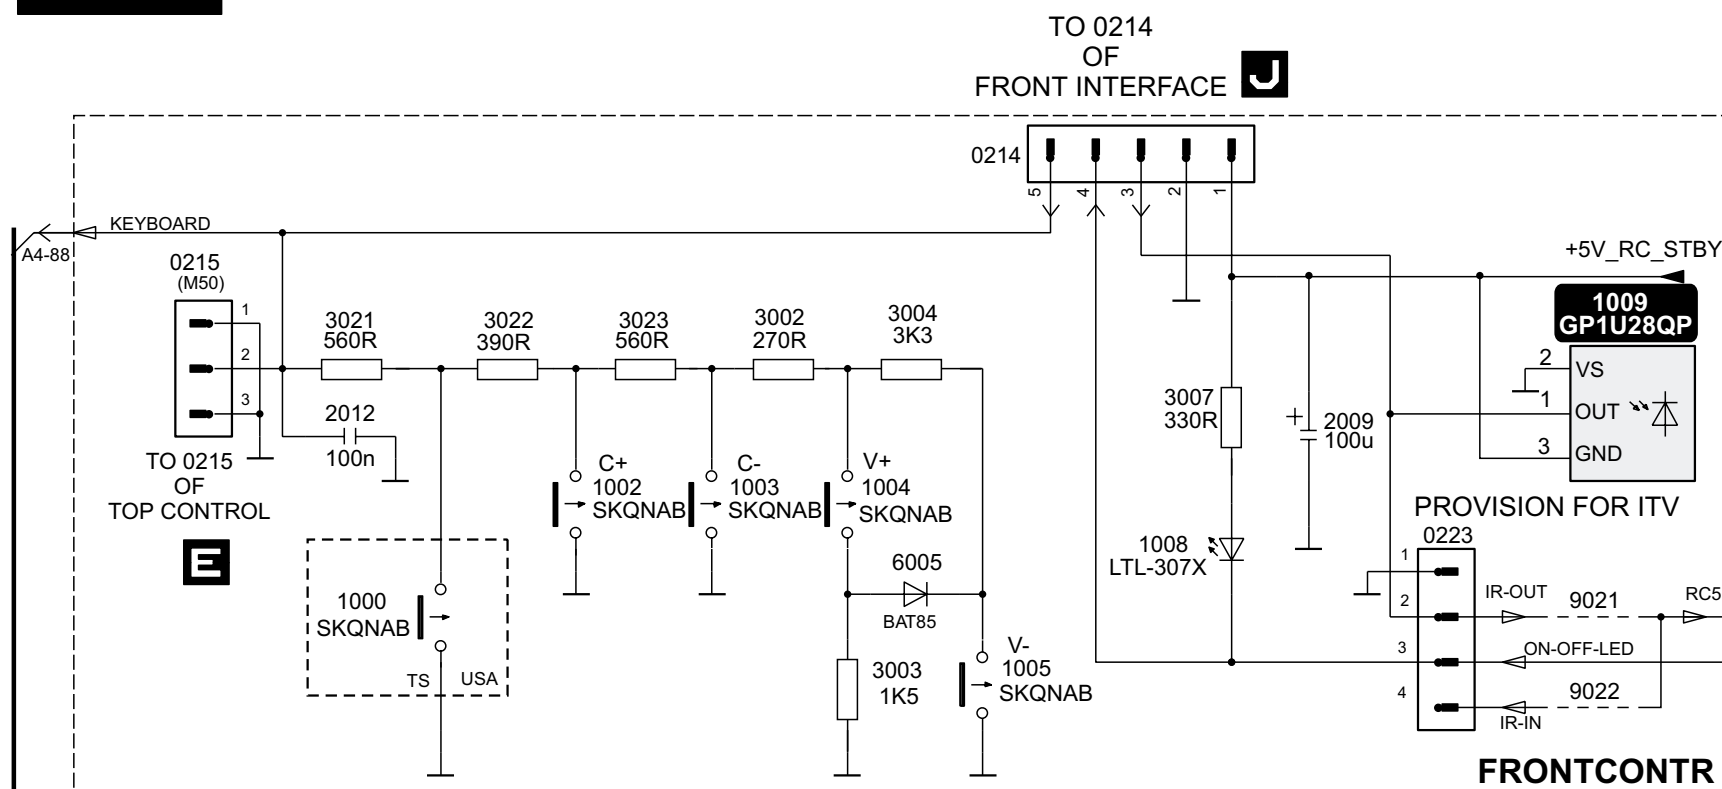 TO 0214
OF
FRONT INTERFACE J
0214
5 4 3 2 1
KEYBOARD
A4-88
+5V_RC_STBY
0215
(M50)
1
2
3
TO 0215
OF
TOP CONTROL
E
3021
560R
3022
390R
3023
560R
3002
270R
3004
3K3
2012
100n
C+
1002
SKQNAB
C-
1003
SKQNAB
V+
1004
SKQNAB
1000
SKQNAB
TS USA
6005
BAT85
3003
1K5
V-
1005
SKQNAB
3007
330R
+ 2009
100u
1008
LTL-307X
1009
GP1U28QP
2 VS
1 OUT
3 GND
PROVISION FOR ITV
0223
1
2
3
4
IR-OUT 9021 RC5
ON-OFF-LED
9022
IR-IN
FRONTCONTR